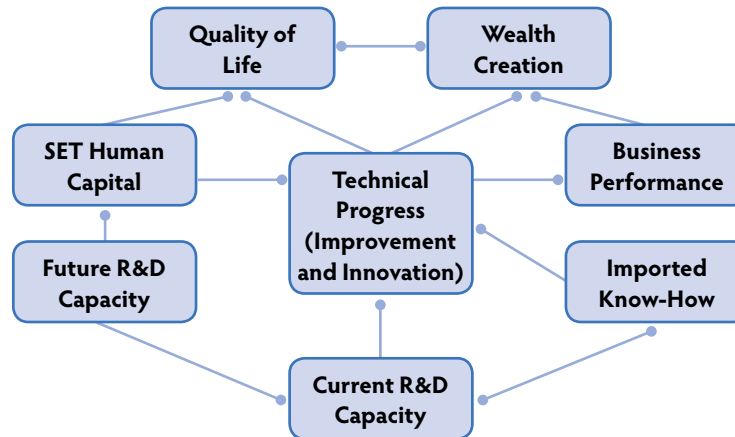 Quality of
Life
Wealth
Creation
SET Human
Capital
Technical
Progress
(Improvement
and Innovation)
Business
Performance
Future R&D
Capacity
Imported
Know-How
Current R&D
Capacity